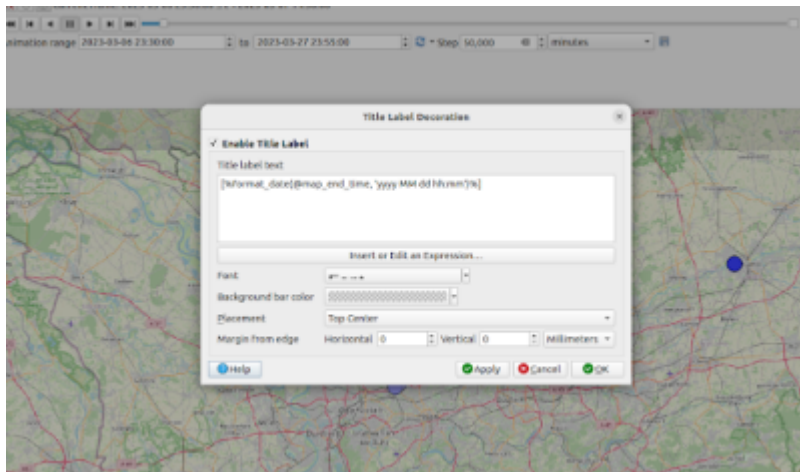 Animation range 2023-03-06 23:30:00 to 2023-03-27 23:55:00 Step 50,000 minutes
Title Label Decoration
✓ Enable Title Label
Title label text
[%format_date(@map_end_time, 'yyyy MM dd hh:mm')%]
Insert or Edit an Expression...
Font
Background bar color
Placement Top Center
Margin from edge Horizontal 0 Vertical 0 Millimeters
Help Apply Cancel OK